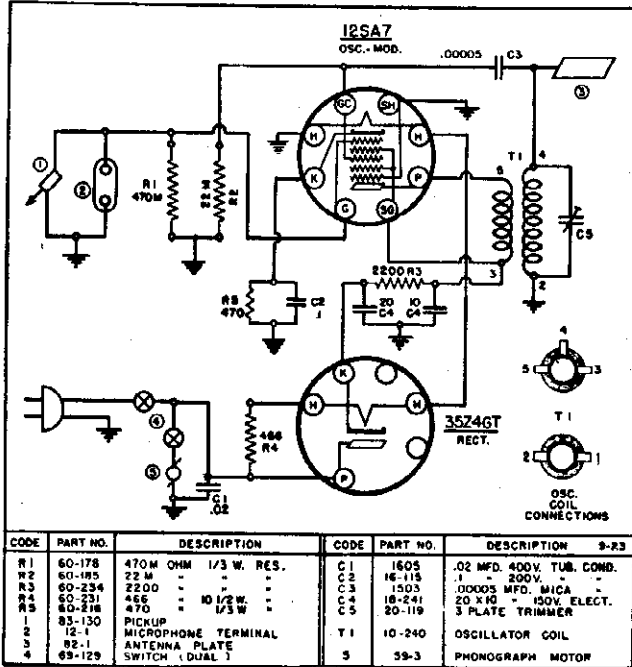 12SA7
OSC.-MOD.
.00005 C3
3
GC SH
H H
1
2
R1
470M
22M
R2
K P
G SG
5 T1 4
C5
3 2
2200 R3
R5
470
C2
.1
20
C4
10
C4
K
H H
35Z4GT
RECT.
P
466
R4
4
5
C1
.02
4
5 3
T1
2 1
OSC.
COIL
CONNECTIONS
CODE PART NO. DESCRIPTION CODE PART NO. DESCRIPTION 9-23
R1 60-178 470M OHM 1/3 W. RES. C1 1605 .02 MFD. 400V. TUB. COND.
R2 60-185 22 M " " " C2 16-115 .1 " 200V. " "
R3 60-234 2200 " " " C3 1503 .00005 MFD. MICA "
R4 60-231 466 " 10 1/2 W. " C4 18-241 20 X 10 " 150V. ELECT.
R5 60-216 470 " 1/3 W " C5 20-119 3 PLATE TRIMMER
1 83-130 PICKUP
2 12-1 MICROPHONE TERMINAL T1 10-240 OSCILLATOR COIL
3 82-1 ANTENNA PLATE
4 69-129 SWITCH (DUAL) 5 59-3 PHONOGRAPH MOTOR